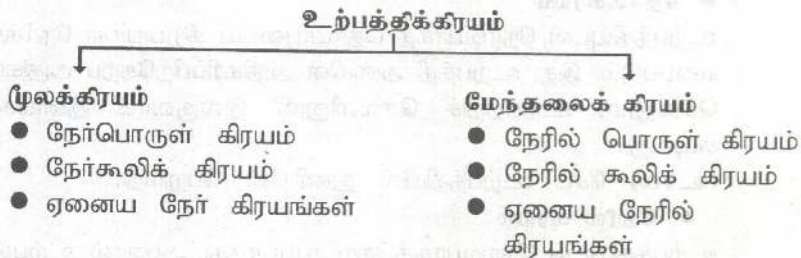 உற்பத்திக்கிரயம்
மூலக்கிரயம்
● நேர்பொருள் கிரயம்
● நேர்கூலிக் கிரயம்
● ஏனைய நேர் கிரயங்கள்
மேந்தலைக் கிரயம்
● நேரில் பொருள் கிரயம்
● நேரில் கூலிக் கிரயம்
● ஏனைய நேரில்
கிரயங்கள்